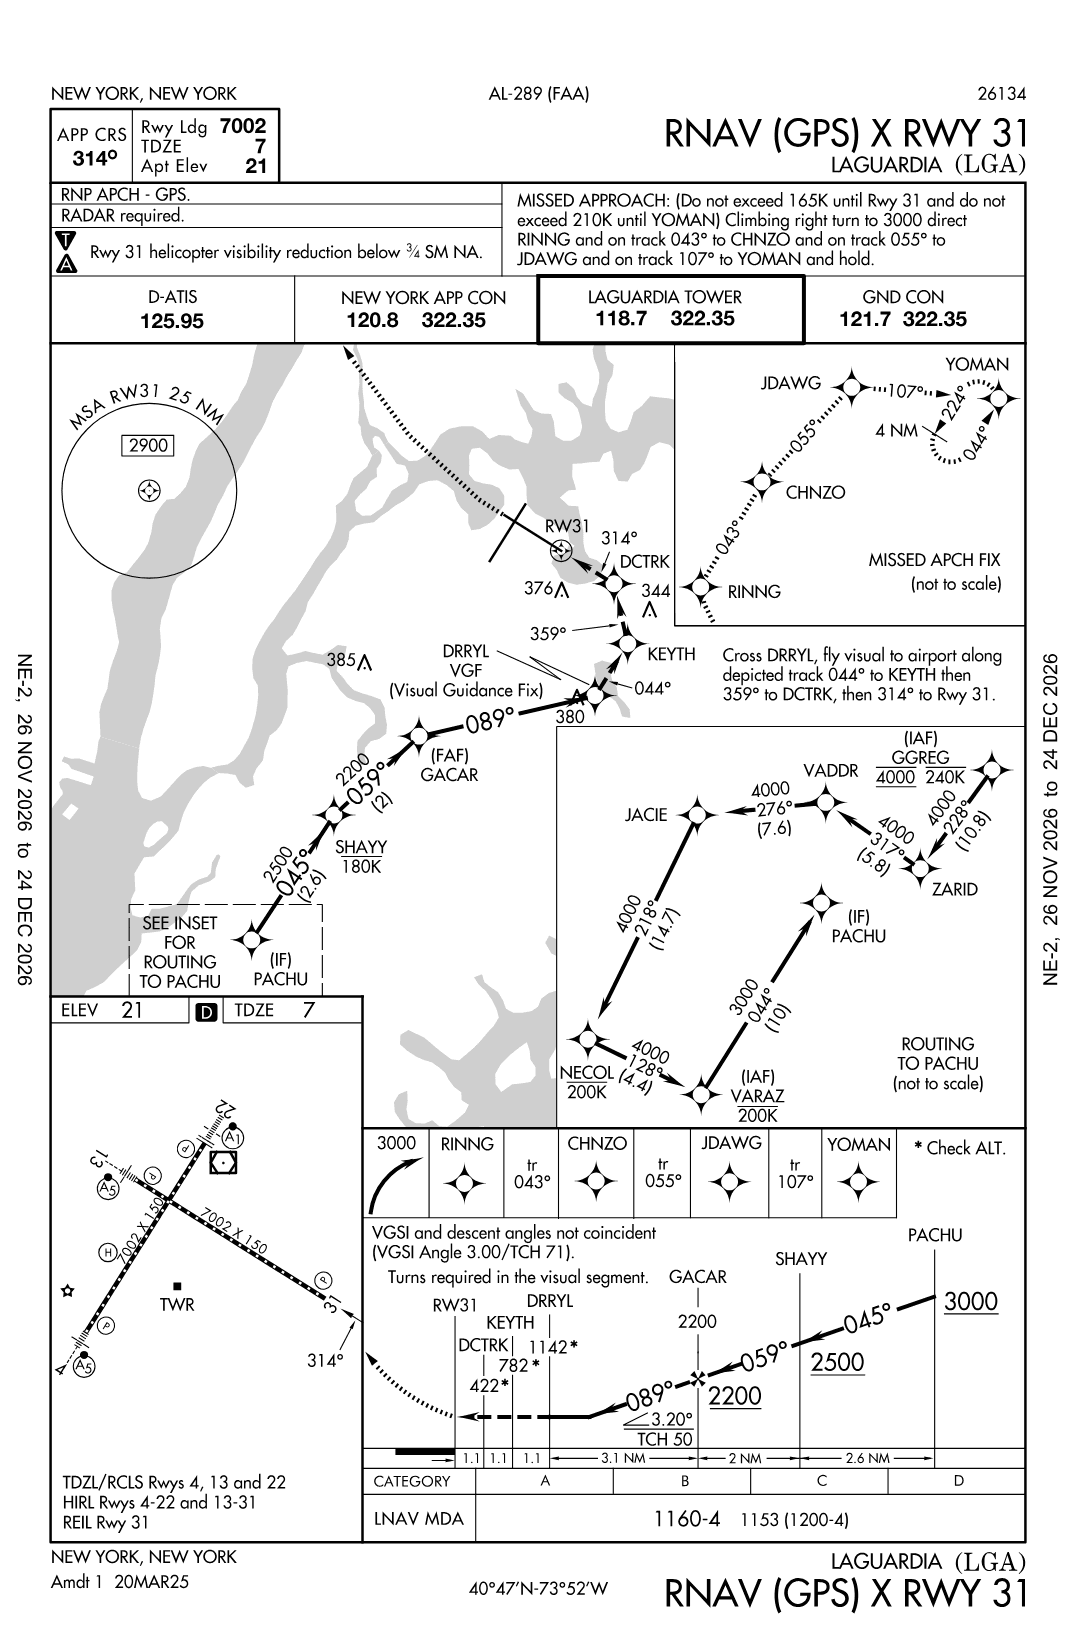 NEW YORK, NEW YORK
AL-289 (FAA)
26134
APP CRS
314°
Rwy Ldg 7002
TDZE 7
Apt Elev 21
RNAV (GPS) X RWY 31
LAGUARDIA (LGA)
RNP APCH - GPS.
RADAR required.
T
A
Rwy 31 helicopter visibility reduction below ¾ SM NA.
MISSED APPROACH: (Do not exceed 165K until Rwy 31 and do not
exceed 210K until YOMAN) Climbing right turn to 3000 direct
RINNG and on track 043° to CHNZO and on track 055° to
JDAWG and on track 107° to YOMAN and hold.
D-ATIS
125.95
NEW YORK APP CON
120.8 322.35
LAGUARDIA TOWER
118.7 322.35
GND CON
121.7 322.35
MSA RW31 25 NM
2900
YOMAN
JDAWG
107°
224°
044°
4 NM
055°
CHNZO
043°
RINNG
MISSED APCH FIX
(not to scale)
RW31
314°
DCTRK
376
344
359°
KEYTH
385
DRRYL
VGF
(Visual Guidance Fix)
044°
380
089°
Cross DRRYL, fly visual to airport along
depicted track 044° to KEYTH then
359° to DCTRK, then 314° to Rwy 31.
(FAF)
GACAR
2200
059°
(2)
SHAYY
180K
2500
045°
(2.6)
SEE INSET
FOR
ROUTING
TO PACHU
(IF)
PACHU
(IAF)
GGREG
4000 240K
VADDR
4000
276°
(7.6)
JACIE
4000
317°
(5.8)
4000
228°
(10.8)
ZARID
4000
218°
(14.7)
(IF)
PACHU
3000
044°
(10)
NECOL
200K
4000
128°
(4.4)
(IAF)
VARAZ
200K
ROUTING
TO PACHU
(not to scale)
NE-2, 26 NOV 2026 to 24 DEC 2026
NE-2, 26 NOV 2026 to 24 DEC 2026
ELEV 21
D
TDZE 7
22
A1
P
13
A5
P
7002 X 150
7002 X 150
H
P
31
TWR
P
4
A5
314°
TDZL/RCLS Rwys 4, 13 and 22
HIRL Rwys 4-22 and 13-31
REIL Rwy 31
3000
RINNG
tr
043°
CHNZO
tr
055°
JDAWG
tr
107°
YOMAN
* Check ALT.
VGSI and descent angles not coincident
(VGSI Angle 3.00/TCH 71).
Turns required in the visual segment.
RW31
DCTRK
422*
KEYTH
782*
DRRYL
1142*
GACAR
2200
SHAYY
PACHU
045°
3000
059°
2500
089°
2200
3.20°
TCH 50
1.1
1.1
1.1
3.1 NM
2 NM
2.6 NM
CATEGORY
A
B
C
D
LNAV MDA
1160-4 1153 (1200-4)
NEW YORK, NEW YORK
Amdt 1 20MAR25
40°47'N-73°52'W
LAGUARDIA (LGA)
RNAV (GPS) X RWY 31